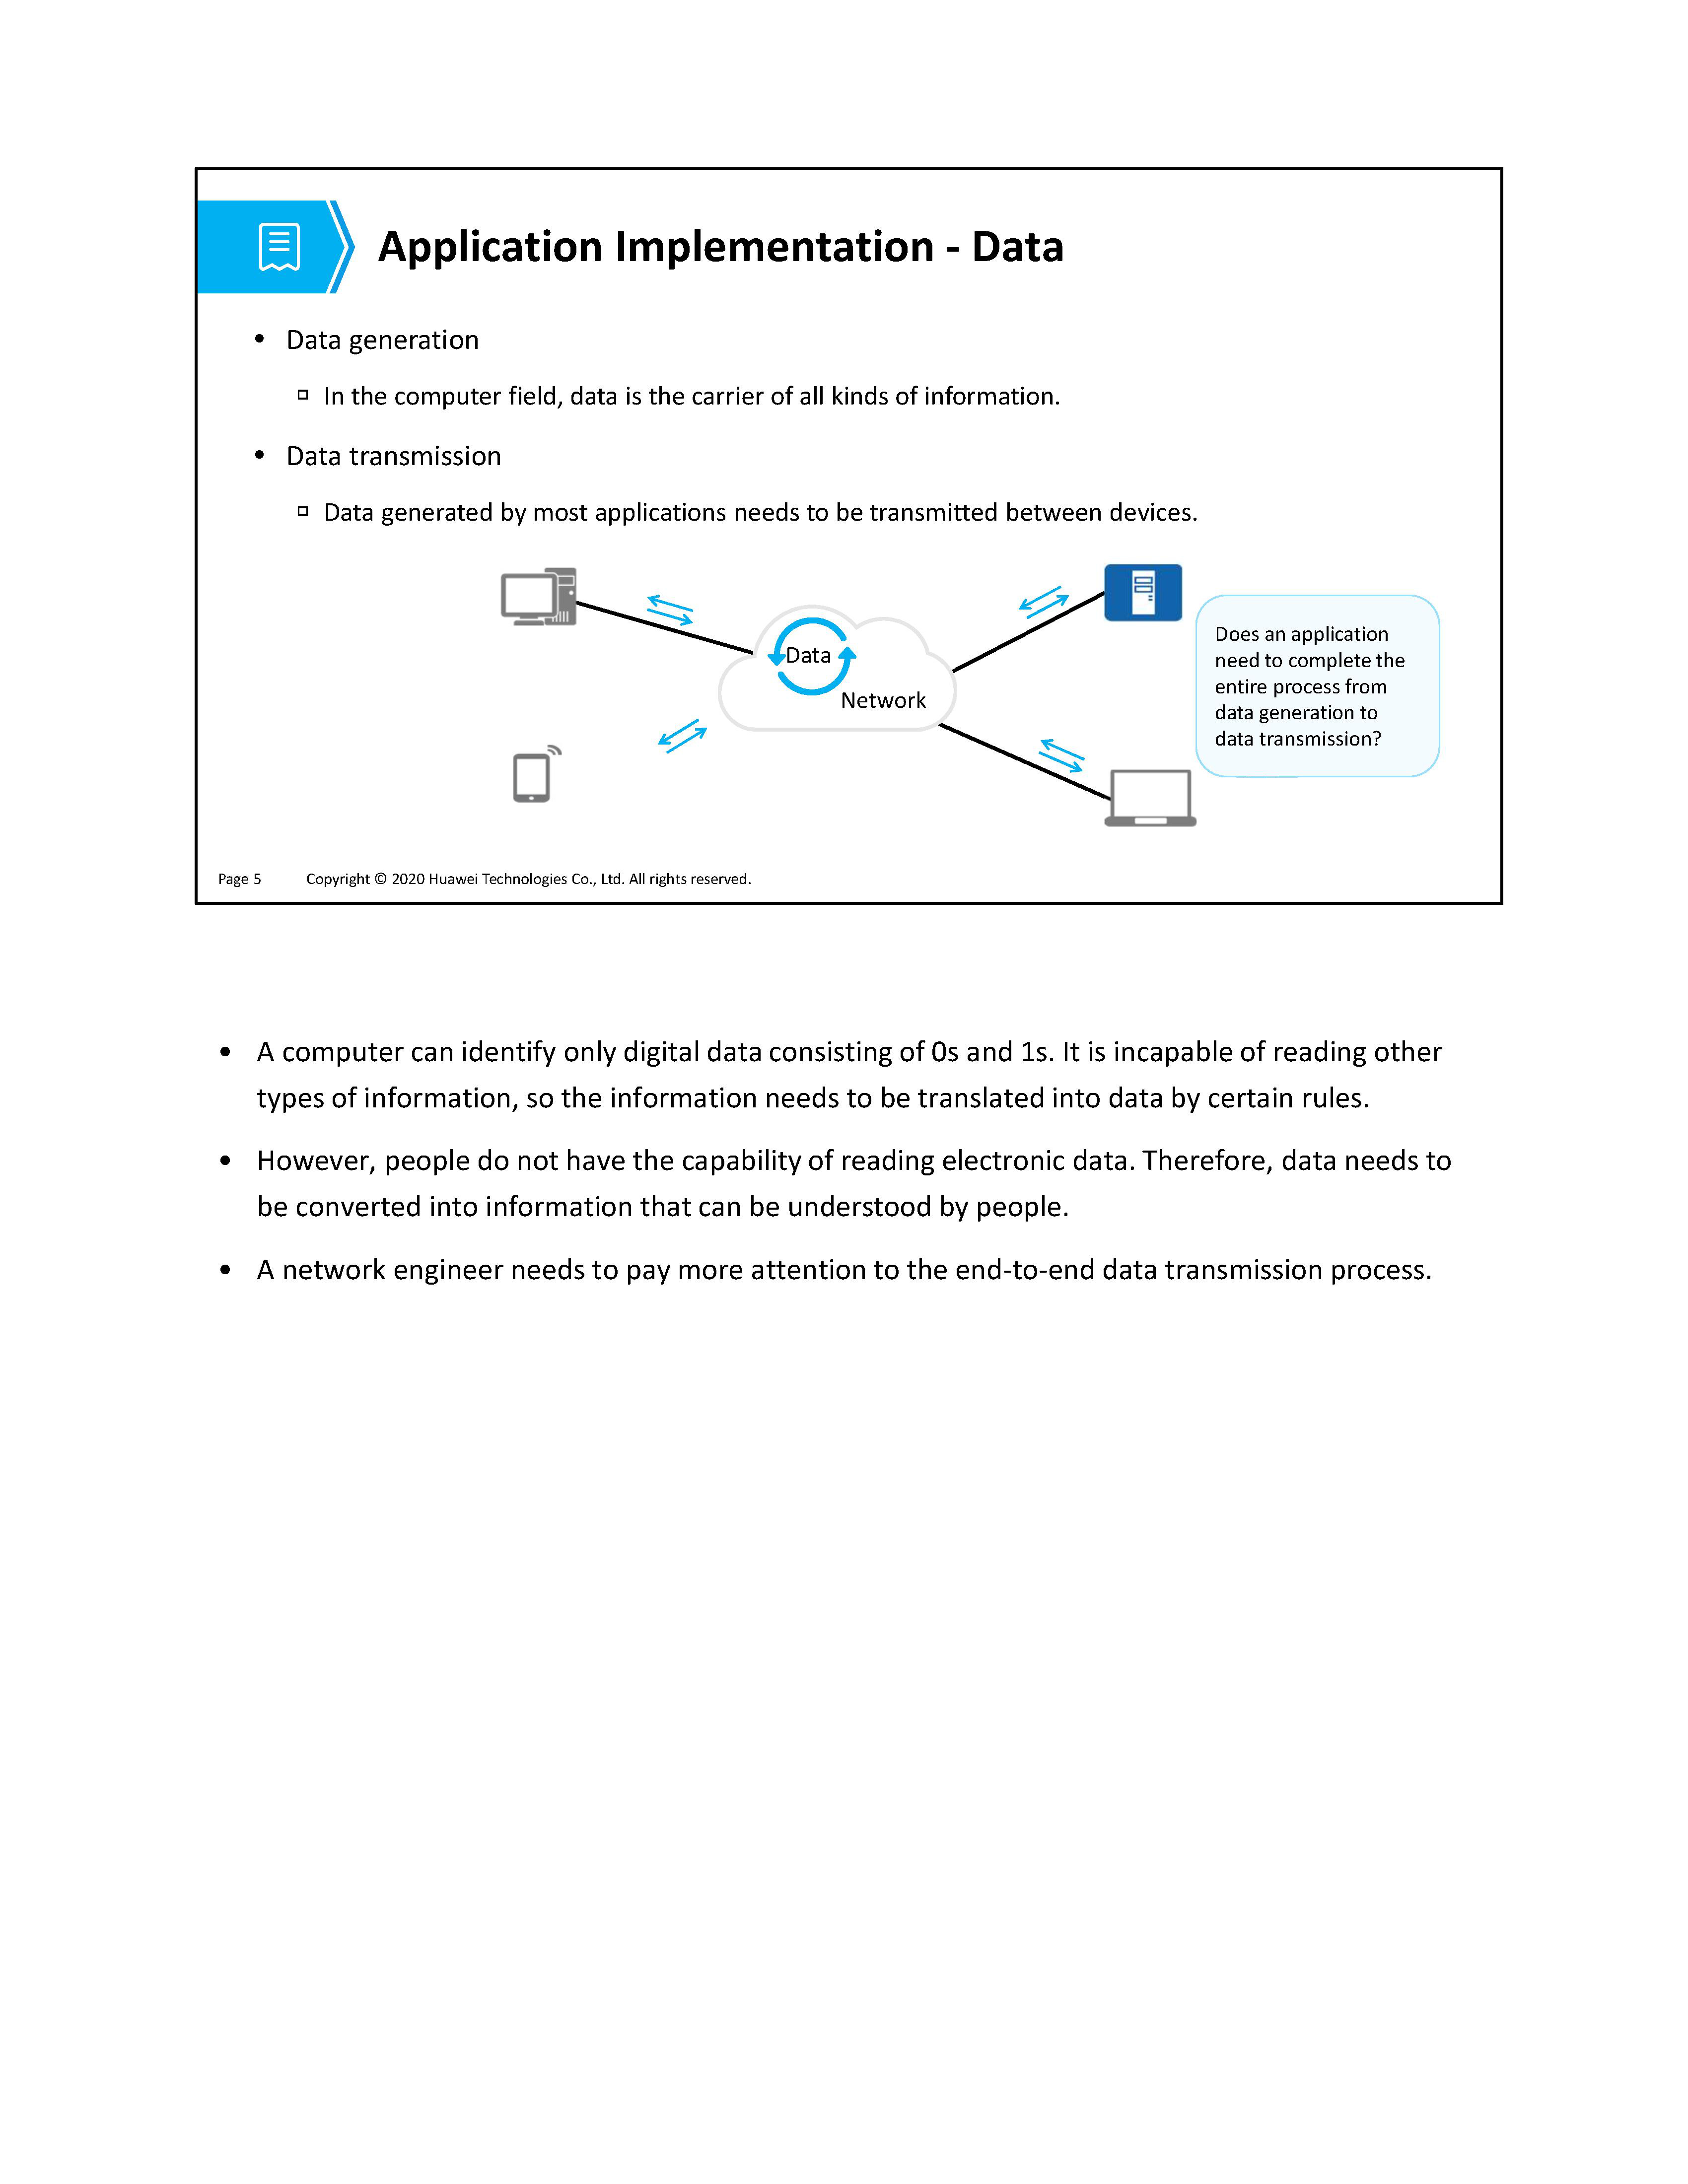 Application Implementation - Data
• Data generation
▫ In the computer field, data is the carrier of all kinds of information.
• Data transmission
▫ Data generated by most applications needs to be transmitted between devices.
Data
Network
Does an application
need to complete the
entire process from
data generation to
data transmission?
Page 5 Copyright © 2020 Huawei Technologies Co., Ltd. All rights reserved.
• A computer can identify only digital data consisting of 0s and 1s. It is incapable of reading other
types of information, so the information needs to be translated into data by certain rules.
• However, people do not have the capability of reading electronic data. Therefore, data needs to
be converted into information that can be understood by people.
• A network engineer needs to pay more attention to the end-to-end data transmission process.